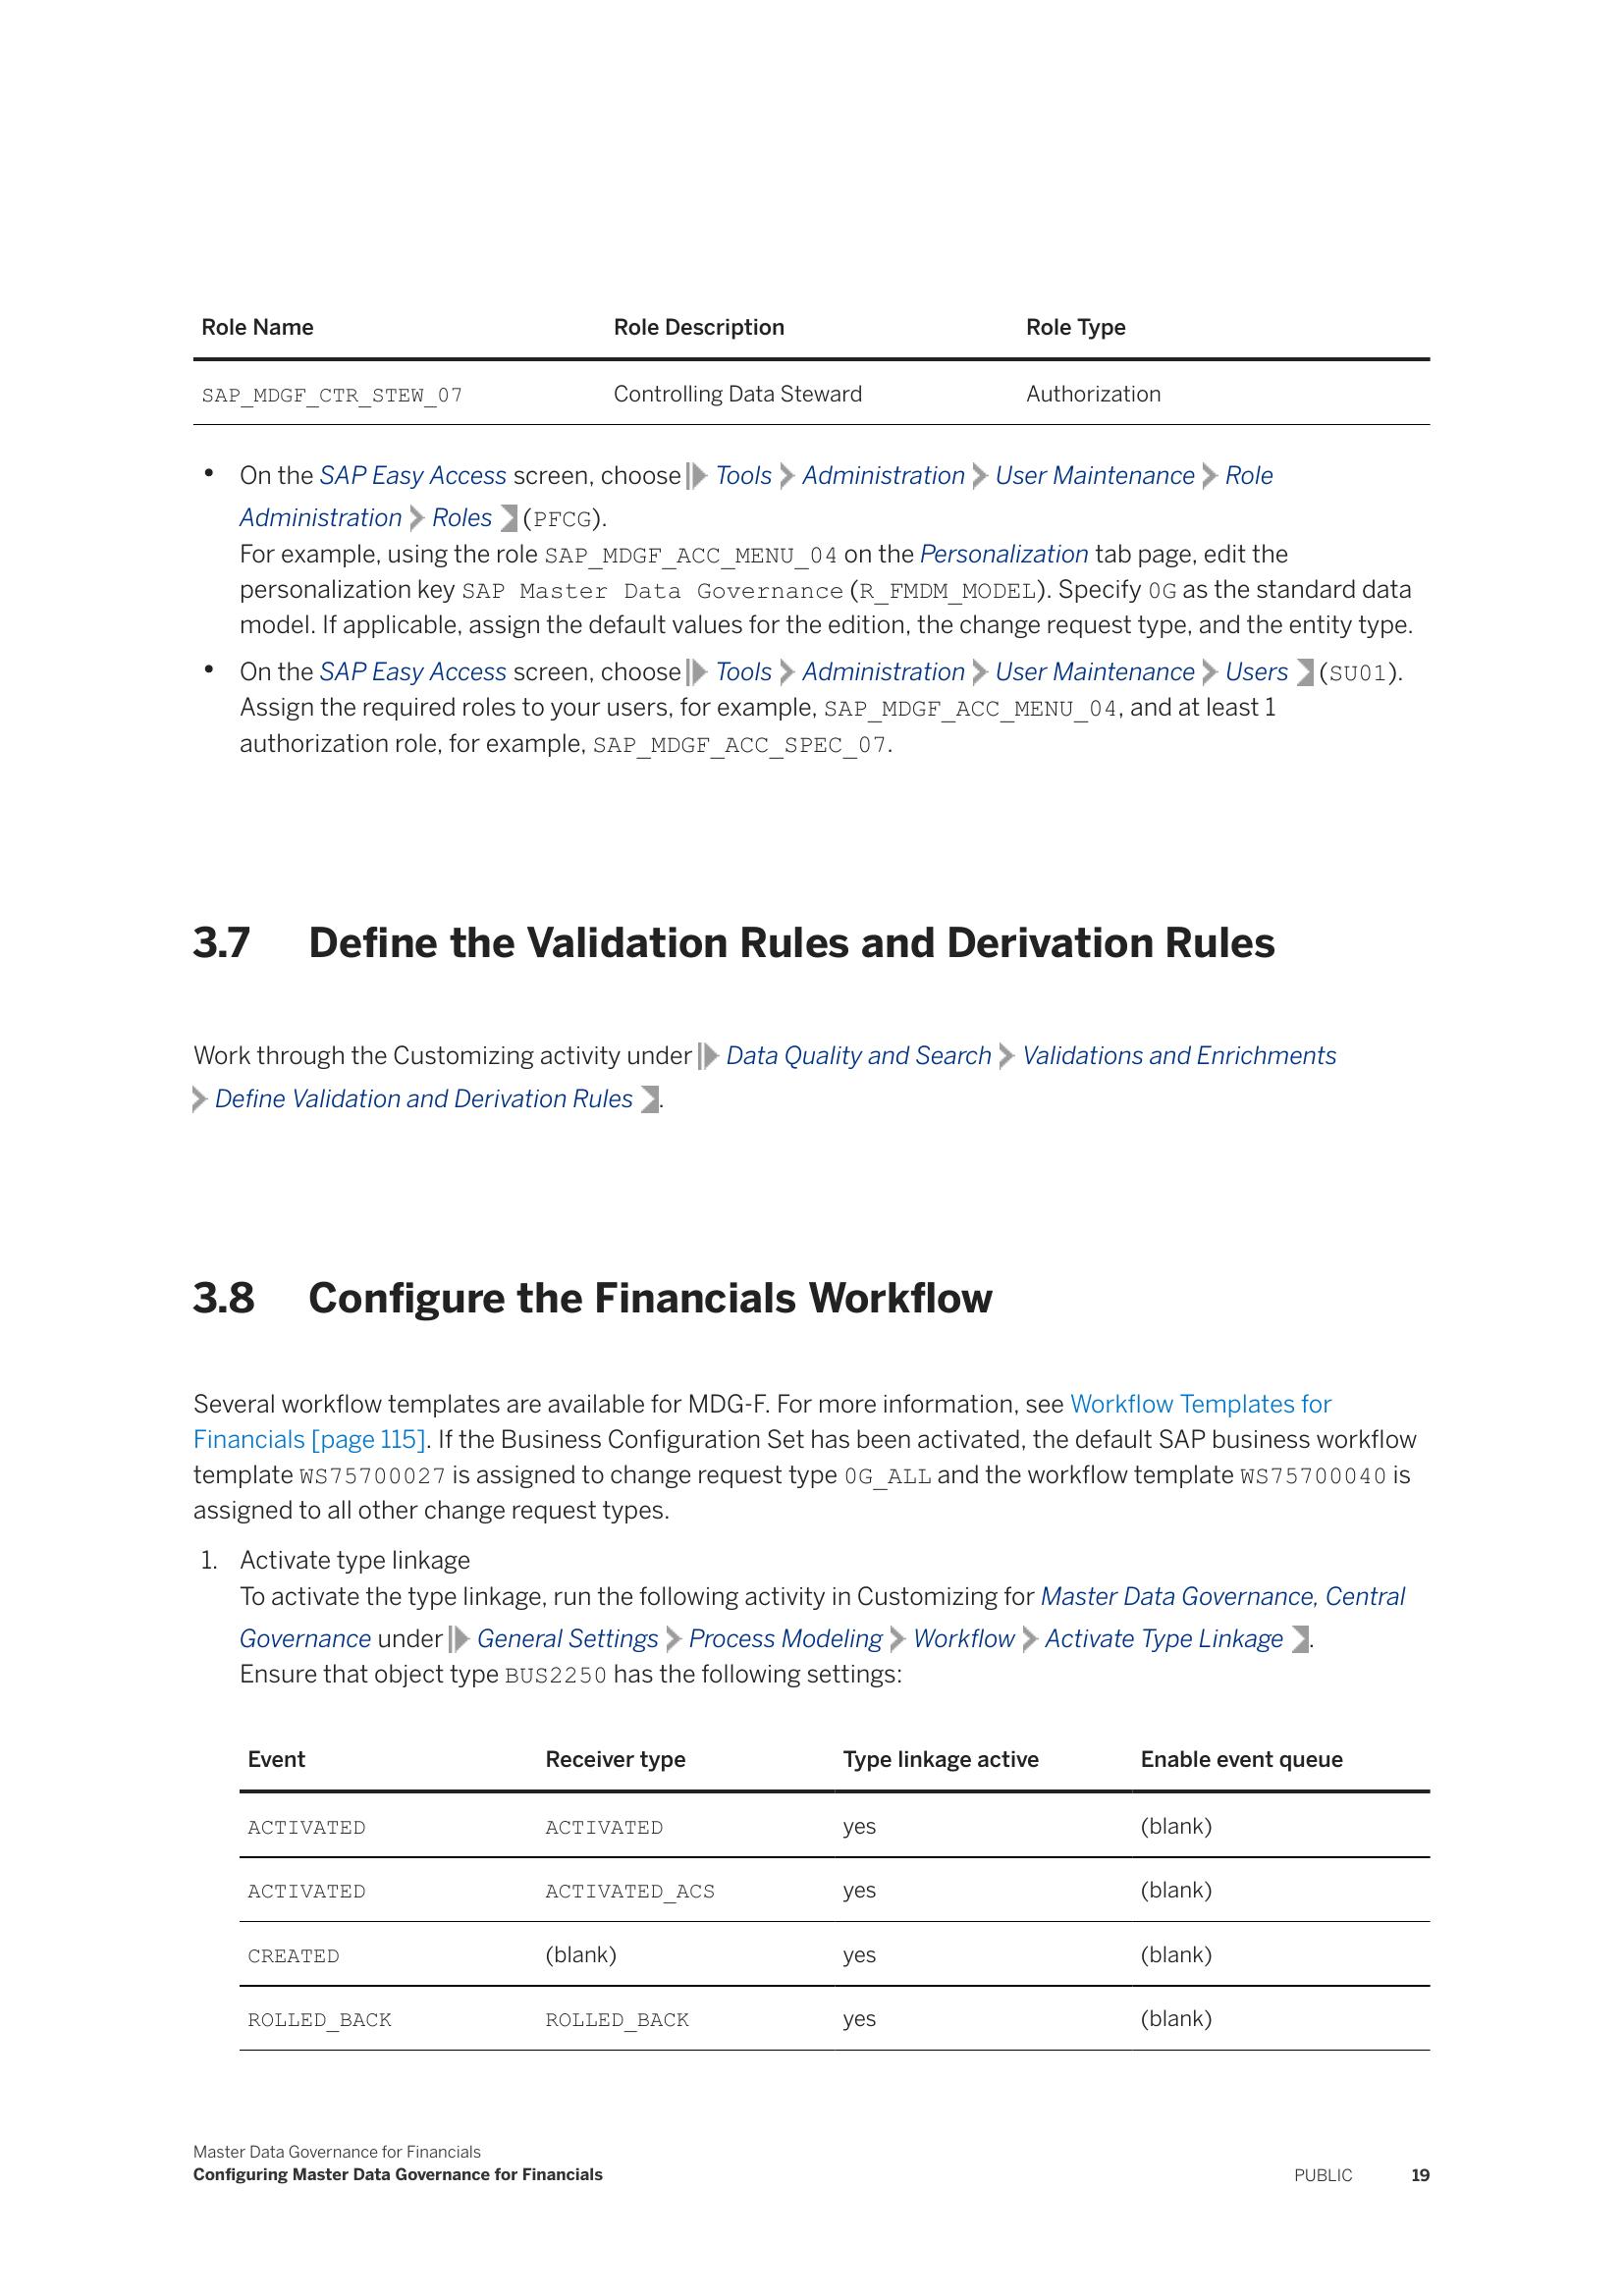 Role Name Role Description Role Type
SAP_MDGF_CTR_STEW_07 Controlling Data Steward Authorization
• On the SAP Easy Access screen, choose Tools Administration User Maintenance Role
Administration Roles (PFCG).
For example, using the role SAP_MDGF_ACC_MENU_04 on the Personalization tab page, edit the
personalization key SAP Master Data Governance (R_FMDM_MODEL). Specify 0G as the standard data
model. If applicable, assign the default values for the edition, the change request type, and the entity type.
• On the SAP Easy Access screen, choose Tools Administration User Maintenance Users (SU01).
Assign the required roles to your users, for example, SAP_MDGF_ACC_MENU_04, and at least 1
authorization role, for example, SAP_MDGF_ACC_SPEC_07.
3.7 Define the Validation Rules and Derivation Rules
Work through the Customizing activity under Data Quality and Search Validations and Enrichments
Define Validation and Derivation Rules .
3.8 Configure the Financials Workflow
Several workflow templates are available for MDG-F. For more information, see Workflow Templates for
Financials [page 115]. If the Business Configuration Set has been activated, the default SAP business workflow
template WS75700027 is assigned to change request type 0G_ALL and the workflow template WS75700040 is
assigned to all other change request types.
1. Activate type linkage
To activate the type linkage, run the following activity in Customizing for Master Data Governance, Central
Governance under General Settings Process Modeling Workflow Activate Type Linkage .
Ensure that object type BUS2250 has the following settings:
Event Receiver type Type linkage active Enable event queue
ACTIVATED ACTIVATED yes (blank)
ACTIVATED ACTIVATED_ACS yes (blank)
CREATED (blank) yes (blank)
ROLLED_BACK ROLLED_BACK yes (blank)
Master Data Governance for Financials
Configuring Master Data Governance for Financials PUBLIC 19